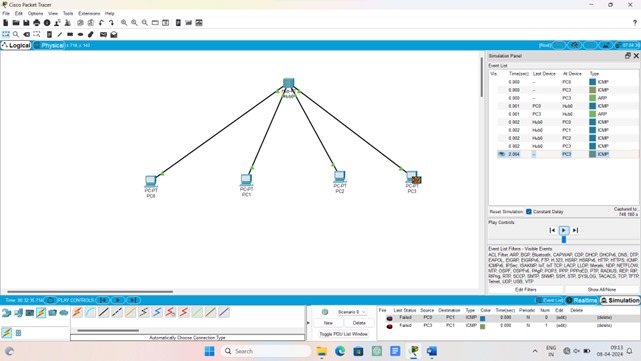 Cisco Packet Tracer
File Edit Options View Tools Extensions Help
Logical Physical x 714, y 143
[Root]
Simulation Panel
Event List
Vis. Time(sec) Last Device At Device Type
0.000 -- PC0 ICMP
0.000 -- PC3 ICMP
0.000 -- PC3 ARP
0.001 PC0 Hub0 ICMP
0.001 PC3 Hub0 ARP
0.002 Hub0 PC0 ICMP
0.002 Hub0 PC1 ICMP
0.002 Hub0 PC2 ICMP
0.002 Hub0 PC3 ICMP
2.004 -- PC3 ICMP
Hub0
PC-PT
PC0
PC-PT
PC1
PC-PT
PC2
PC-PT
PC3
Reset Simulation Constant Delay
Captured to:
Play Controls
Event List Filters - Visible Events
ACL Filter, ARP, BGP, Bluetooth, CAPWAP, CDP, DHCP, DHCPv6, DNS, DTP,
EAPOL, EIGRP, EIGRPv6, FTP, H.323, HSRP, HSRPv6, HTTP, HTTPS, ICMP,
ICMPv6, IPSec, ISAKMP, IoT, IoT TCP, LACP, LLDP, Meraki, NDP, NETFLOW,
NTP, OSPF, OSPFv6, PAgP, POP3, PPP, PPPoED, PTP, RADIUS, REP, RIP,
RIPng, RTP, SCCP, SMTP, SNMP, SSH, STP, SYSLOG, TACACS, TCP, TFTP,
Telnet, UDP, USB, VTP
Edit Filters Show All/None
PLAY CONTROLS:
Event List Realtime Simulation
Scenario 0
New Delete
Toggle PDU List Window
Fire Last Status Source Destination Type Color Time(sec) Periodic Num Edit Delete
Failed PC0 PC1 ICMP 0.000 N 0 (edit) (delete)
Failed PC3 PC1 ICMP 0.000 N 1 (edit) (delete)
Automatically Choose Connection Type
Search
ENG
IN
09:13
08-04-2024